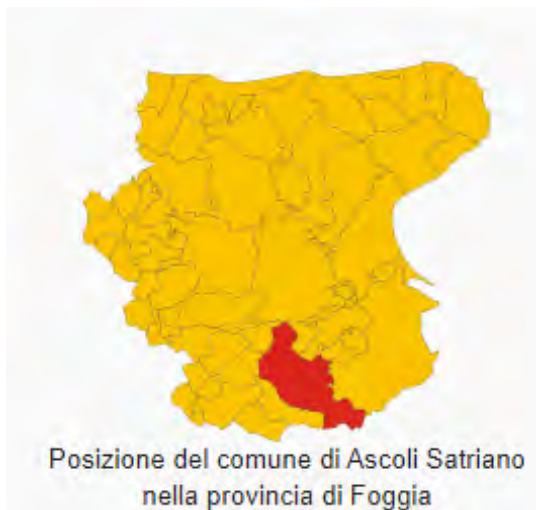 Posizione del comune di Ascoli Satriano
nella provincia di Foggia